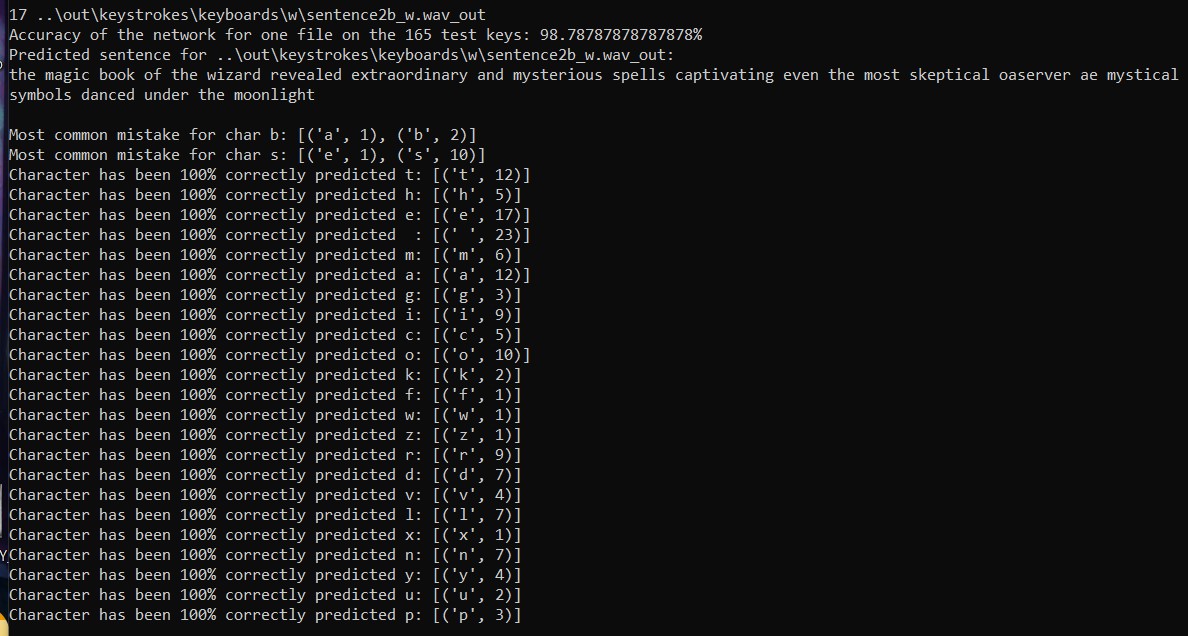 17 ..\out\keystrokes\keyboards\w\sentence2b_w.wav_out
Accuracy of the network for one file on the 165 test keys: 98.78787878787878%
Predicted sentence for ..\out\keystrokes\keyboards\w\sentence2b_w.wav_out:
the magic book of the wizard revealed extraordinary and mysterious spells captivating even the most skeptical oaserver ae mystical
symbols danced under the moonlight
Most common mistake for char b: [('a', 1), ('b', 2)]
Most common mistake for char s: [('e', 1), ('s', 10)]
Character has been 100% correctly predicted t: [('t', 12)]
Character has been 100% correctly predicted h: [('h', 5)]
Character has been 100% correctly predicted e: [('e', 17)]
Character has been 100% correctly predicted  : [(' ', 23)]
Character has been 100% correctly predicted m: [('m', 6)]
Character has been 100% correctly predicted a: [('a', 12)]
Character has been 100% correctly predicted g: [('g', 3)]
Character has been 100% correctly predicted i: [('i', 9)]
Character has been 100% correctly predicted c: [('c', 5)]
Character has been 100% correctly predicted o: [('o', 10)]
Character has been 100% correctly predicted k: [('k', 2)]
Character has been 100% correctly predicted f: [('f', 1)]
Character has been 100% correctly predicted w: [('w', 1)]
Character has been 100% correctly predicted z: [('z', 1)]
Character has been 100% correctly predicted r: [('r', 9)]
Character has been 100% correctly predicted d: [('d', 7)]
Character has been 100% correctly predicted v: [('v', 4)]
Character has been 100% correctly predicted l: [('l', 7)]
Character has been 100% correctly predicted x: [('x', 1)]
Character has been 100% correctly predicted n: [('n', 7)]
Character has been 100% correctly predicted y: [('y', 4)]
Character has been 100% correctly predicted u: [('u', 2)]
Character has been 100% correctly predicted p: [('p', 3)]